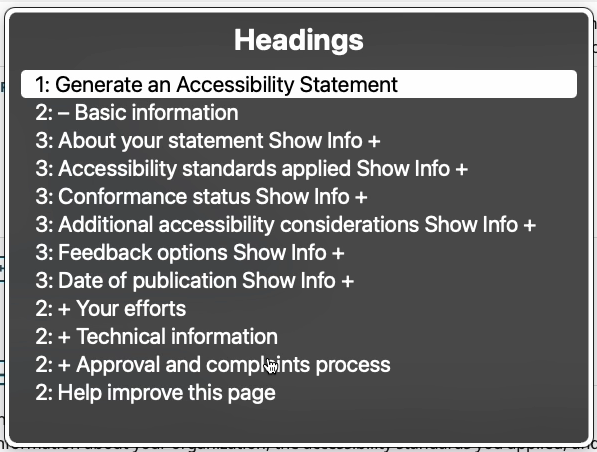 Headings
1: Generate an Accessibility Statement
2: – Basic information
3: About your statement Show Info +
3: Accessibility standards applied Show Info +
3: Conformance status Show Info +
3: Additional accessibility considerations Show Info +
3: Feedback options Show Info +
3: Date of publication Show Info +
2: + Your efforts
2: + Technical information
2: + Approval and complaints process
2: Help improve this page